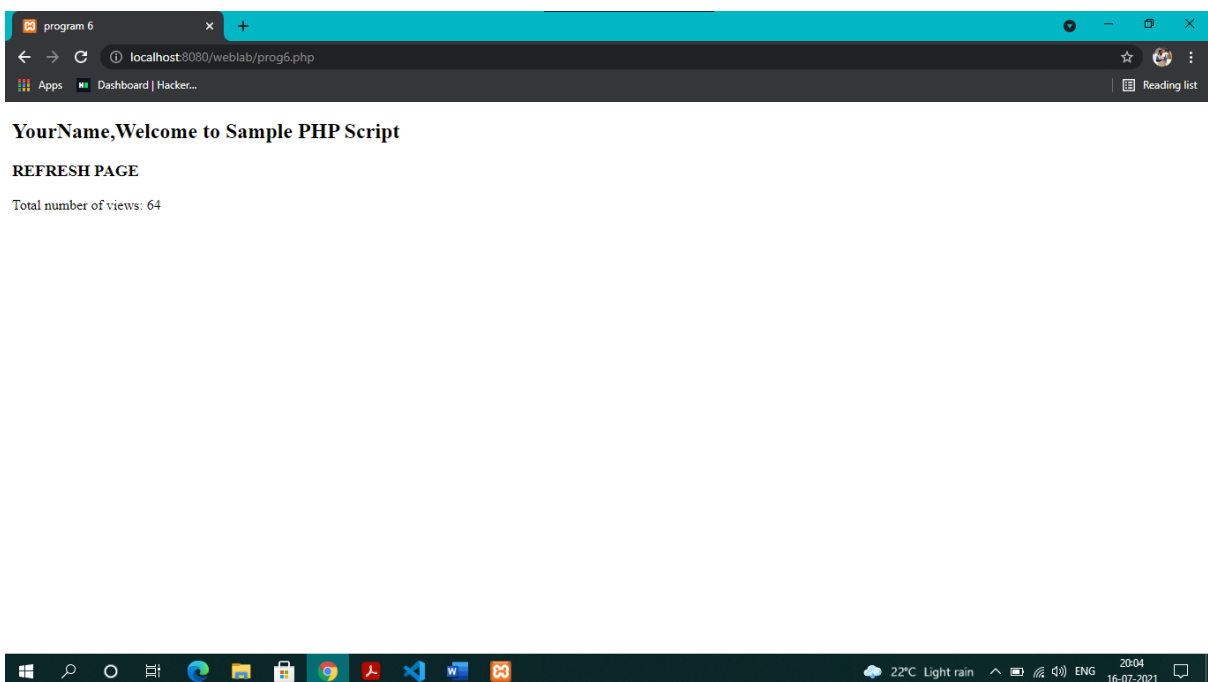 program 6
localhost:8080/weblab/prog6.php
Apps Dashboard | Hacker... Reading list
YourName,Welcome to Sample PHP Script
REFRESH PAGE
Total number of views: 64
22°C Light rain ENG 20:04
16-07-2021